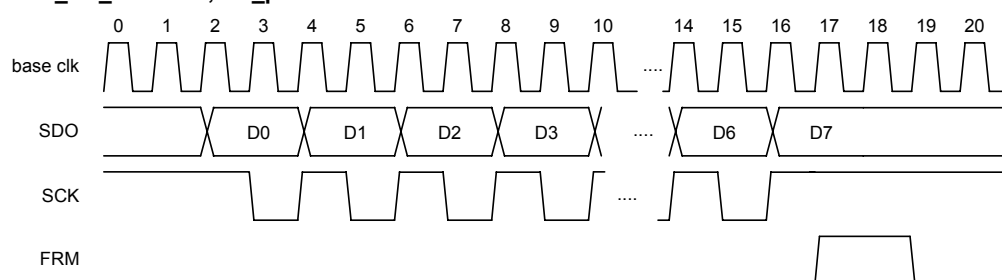 0 1 2 3 4 5 6 7 8 9 10 14 15 16 17 18 19 20
base clk ....
SDO D0 D1 D2 D3 .... D6 D7
SCK ....
FRM